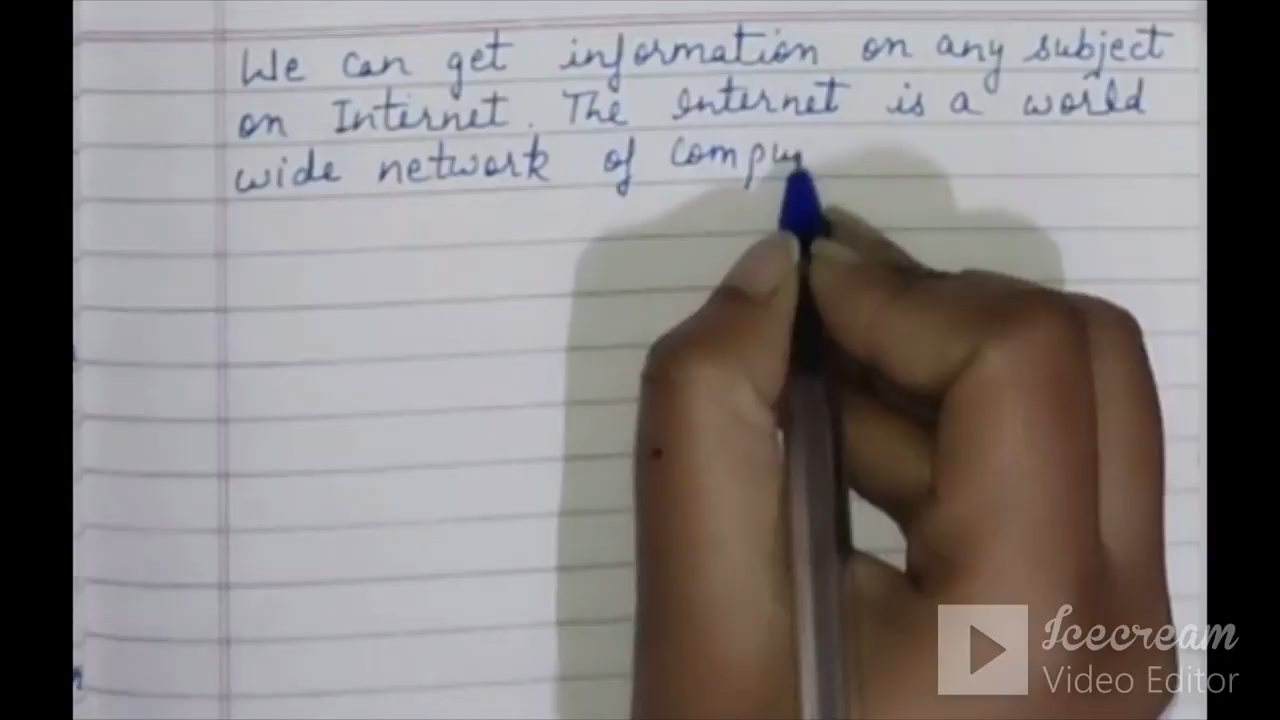 We can get information on any subject
on Internet. The Internet is a world
wide network of compu
Icecream
Video Editor